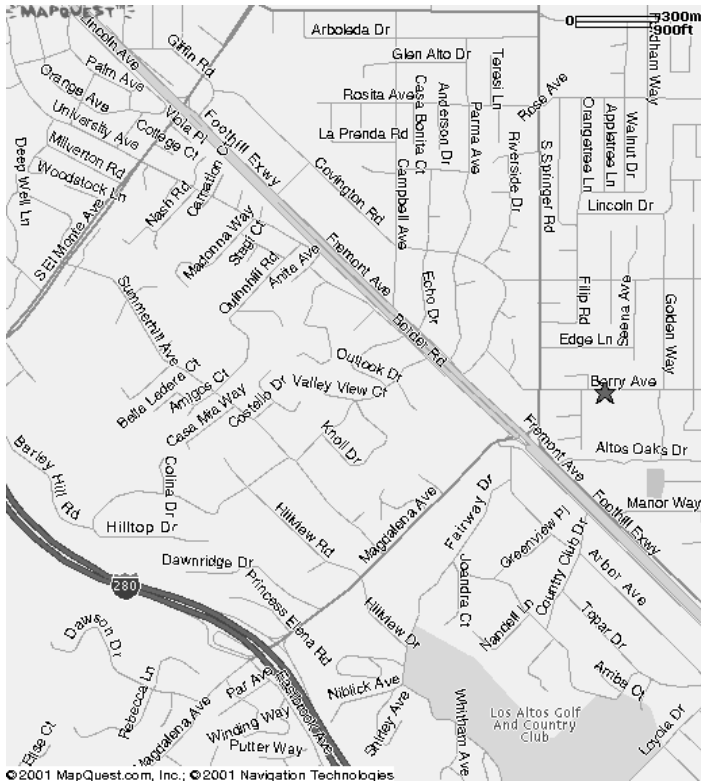 MAPQUEST
0 300m
900ft
Lincoln Ave
Giffin Rd
Arboleda Dr
Glen Alto Dr
Teresi Ln
Palm Ave
Orange Ave
University Ave
Milverton Rd
Woodstock Ln
Deep Well Ln
Viola Pl
College Ct
Foothill Expwy
Rosita Ave
Casa Bonita Ct
Anderson Dr
Parma Ave
Rose Ave
La Prenda Rd
Riverside Dr
S Springer Rd
Orangetree Ln
Appletree Ln
Walnut Dr
Covington Rd
Campbell Ave
Lincoln Dr
Nash Rd
Carnation Ct
S El Monte Ave
Madonna Way
Stegi Ct
Quinnhill Rd
Anita Ave
Fremont Ave
Echo Dr
Border Rd
Filip Rd
Siena Ave
Golden Way
Edge Ln
Summerhill Ave
Bella Ladera Ct
Amigos Ct
Casa Mia Way
Costello Dr
Outlook Dr
Valley View Ct
Berry Ave
Knoll Dr
Fremont Ave
Altos Oaks Dr
Barley Hill Rd
Colina Dr
Hilltop Dr
Hillview Rd
Magdalena Ave
Fairway Dr
Foothill Expwy
Manor Way
Greenview Pl
Country Club Dr
Arbor Ave
Dawnridge Dr
280
Princess Elena Rd
Hillview Dr
Joandra Ct
Nandell Ln
Topar Dr
Dawson Dr
Rebecca Ln
Par Ave
Eastbrook Ave
Niblick Ave
Arriba Ct
Magdalena Ave
Winding Way
Putter Way
Shirley Ave
Whitham Ave
Los Altos Golf
And Country
Club
Loyola Dr
Elise Ct
©2001 MapQuest.com, Inc.; ©2001 Navigation Technologies